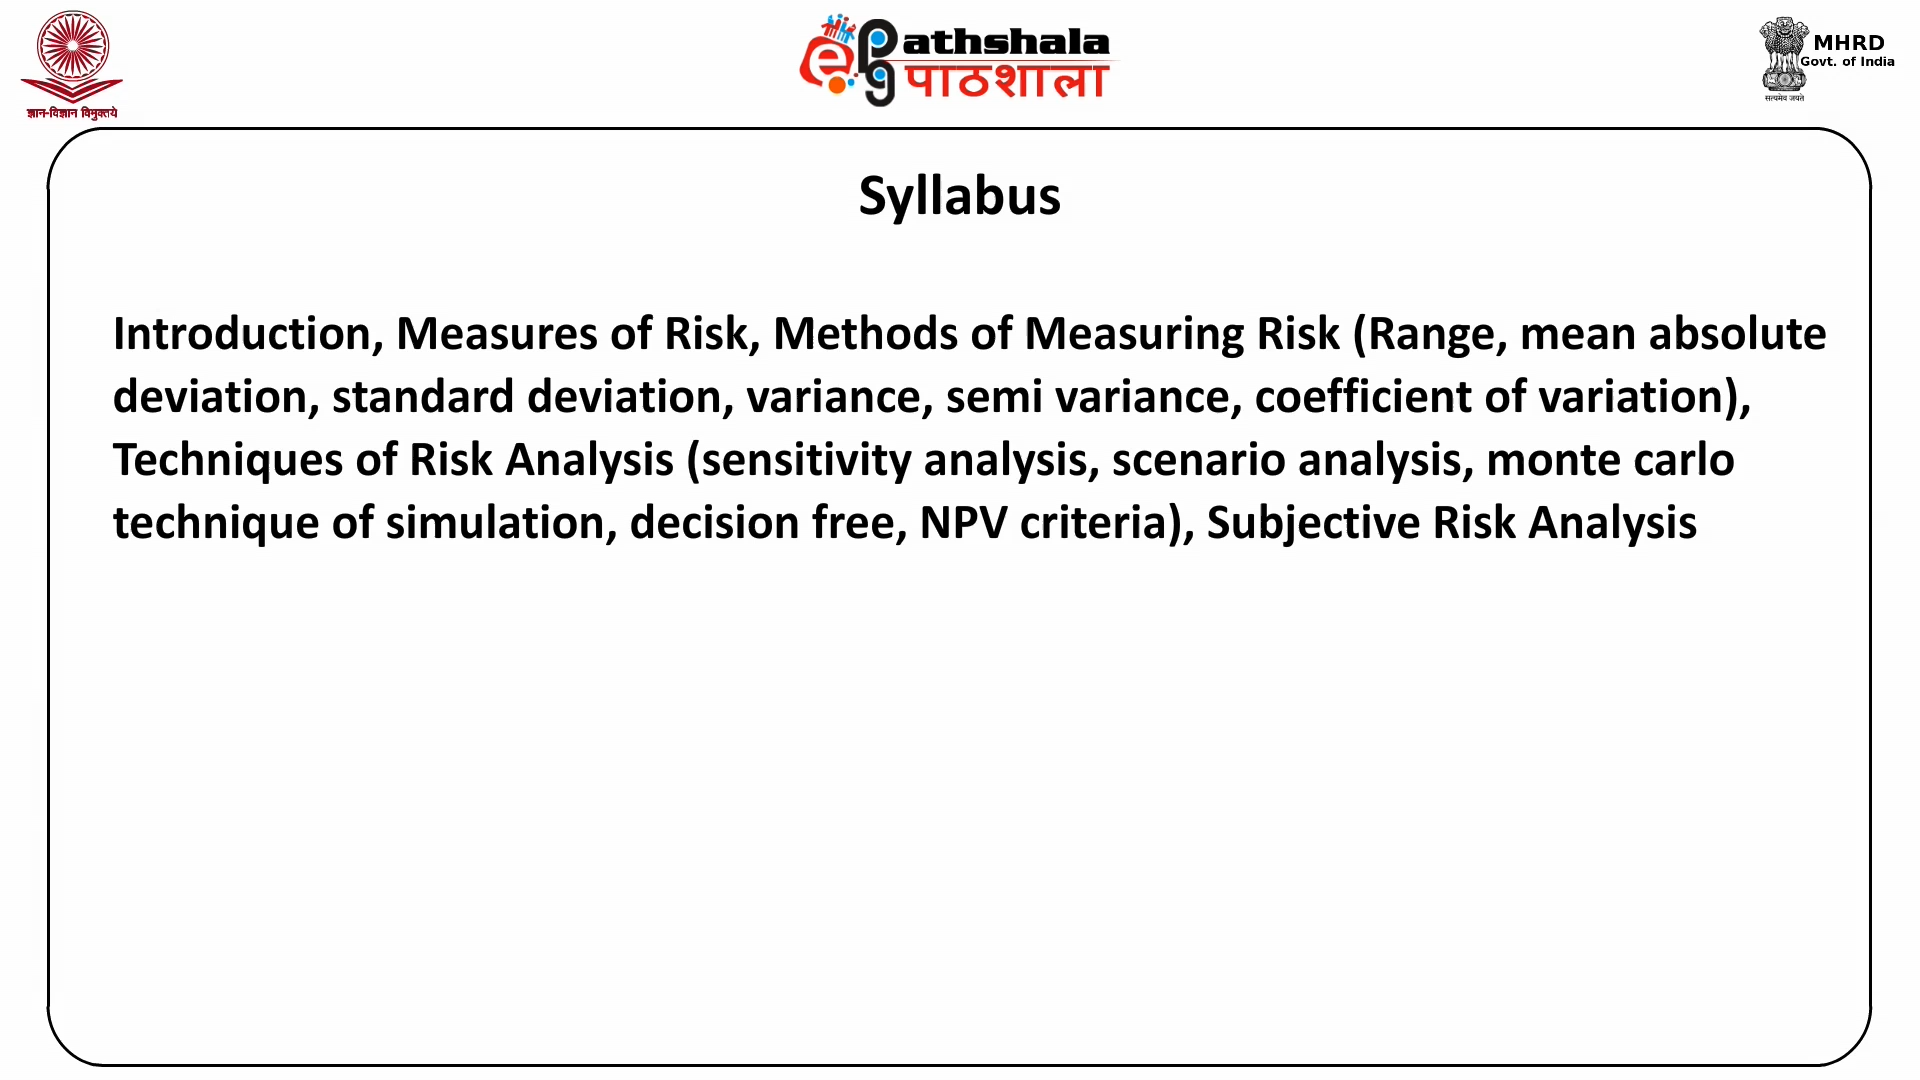 ज्ञान-विज्ञान विमुक्तये
e pg athshala
पाठशाला
MHRD
Govt. of India
सत्यमेव जयते
Syllabus
Introduction, Measures of Risk, Methods of Measuring Risk (Range, mean absolute
deviation, standard deviation, variance, semi variance, coefficient of variation),
Techniques of Risk Analysis (sensitivity analysis, scenario analysis, monte carlo
technique of simulation, decision free, NPV criteria), Subjective Risk Analysis